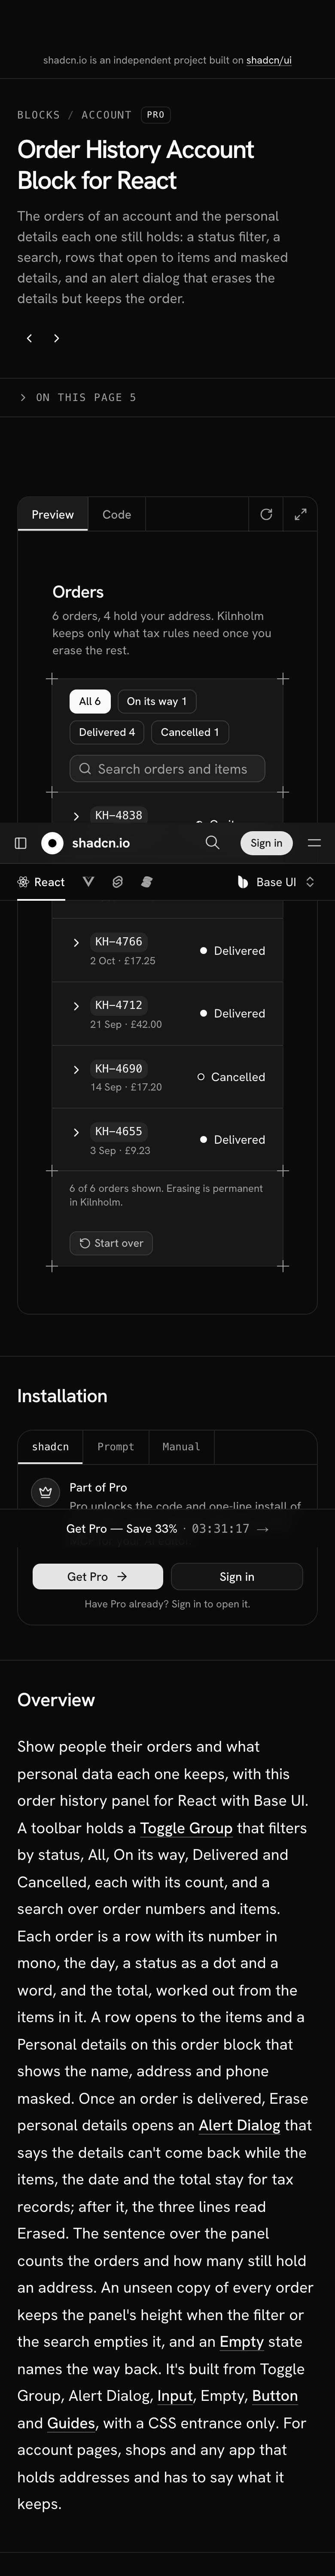 shadcn.io is an independent project built on shadcn/ui
BLOCKS / ACCOUNT PRO
Order History Account
Block for React
The orders of an account and the personal
details each one still holds: a status filter, a
search, rows that open to items and masked
details, and an alert dialog that erases the
details but keeps the order.
ON THIS PAGE 5
Preview Code
Orders
6 orders, 4 hold your address. Kilnholm
keeps only what tax rules need once you
erase the rest.
All 6 On its way 1
Delivered 4 Cancelled 1
Search orders and items
KH–4838
shadcn.io Sign in
React Base UI
KH–4766
2 Oct · £17.25 Delivered
KH–4712
21 Sep · £42.00 Delivered
KH–4690
14 Sep · £17.20 Cancelled
KH–4655
3 Sep · £9.23 Delivered
6 of 6 orders shown. Erasing is permanent
in Kilnholm.
Start over
Installation
shadcn Prompt Manual
Part of Pro
Pro unlocks the code and one-line install of
Get Pro — Save 33% · 03:31:17 →
Get Pro → Sign in
Have Pro already? Sign in to open it.
Overview
Show people their orders and what
personal data each one keeps, with this
order history panel for React with Base UI.
A toolbar holds a Toggle Group that filters
by status, All, On its way, Delivered and
Cancelled, each with its count, and a
search over order numbers and items.
Each order is a row with its number in
mono, the day, a status as a dot and a
word, and the total, worked out from the
items in it. A row opens to the items and a
Personal details on this order block that
shows the name, address and phone
masked. Once an order is delivered, Erase
personal details opens an Alert Dialog that
says the details can't come back while the
items, the date and the total stay for tax
records; after it, the three lines read
Erased. The sentence over the panel
counts the orders and how many still hold
an address. An unseen copy of every order
keeps the panel's height when the filter or
the search empties it, and an Empty state
names the way back. It's built from Toggle
Group, Alert Dialog, Input, Empty, Button
and Guides, with a CSS entrance only. For
account pages, shops and any app that
holds addresses and has to say what it
keeps.